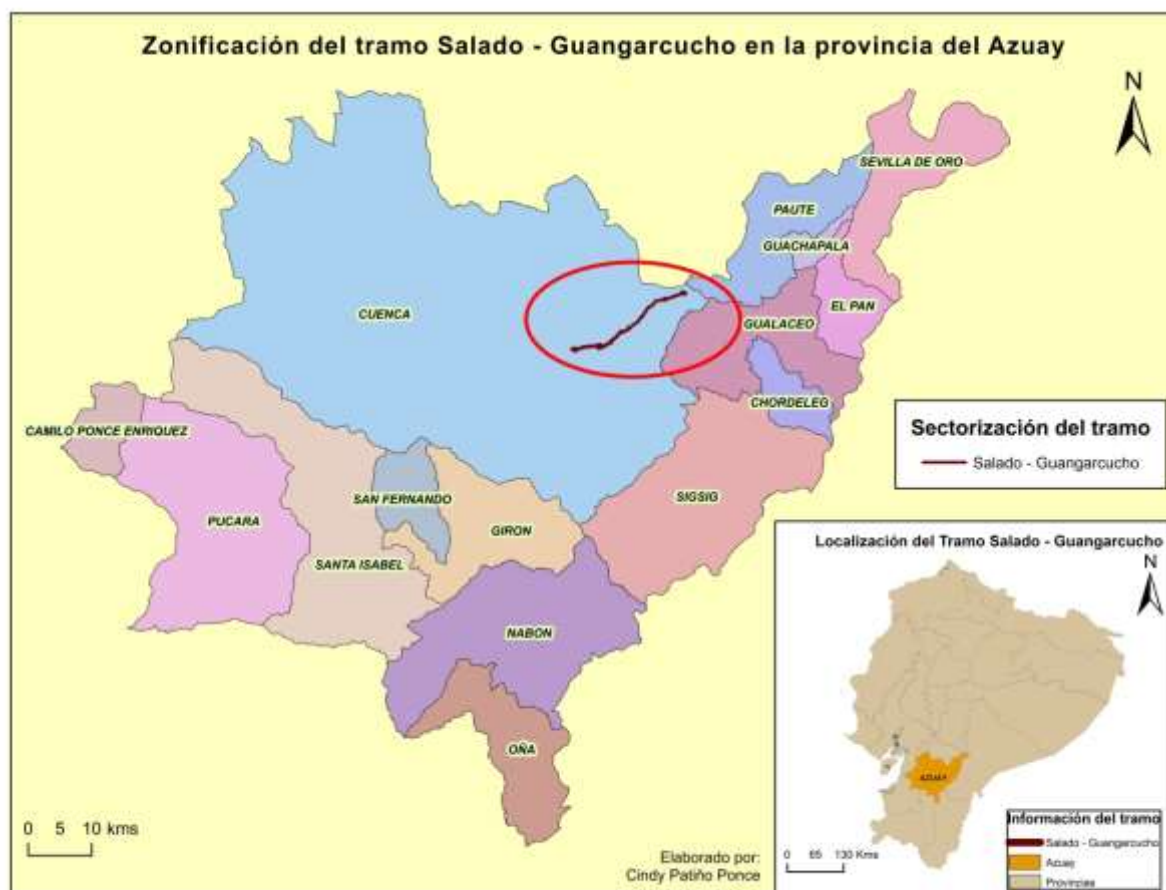 Zonificación del tramo Salado - Guangarcucho en la provincia del Azuay
N
SEVILLA DE ORO
PAUTE
GUACHAPALA
EL PAN
CUENCA
GUALACEO
CHORDELEG
CAMILO PONCE ENRIQUEZ
SAN FERNANDO
SIGSIG
PUCARA
GIRON
SANTA ISABEL
NABON
OÑA
Sectorización del tramo
Salado - Guangarcucho
Localización del Tramo Salado - Guangarcucho
N
AZUAY
Información del tramo
Salado - Guangarcucho
Azuay
Provincias
0 65 130 Kms
0 5 10 kms
Elaborado por:
Cindy Patiño Ponce